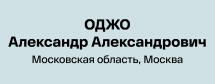 ОДЖО
Александр Александрович
Московская область, Москва